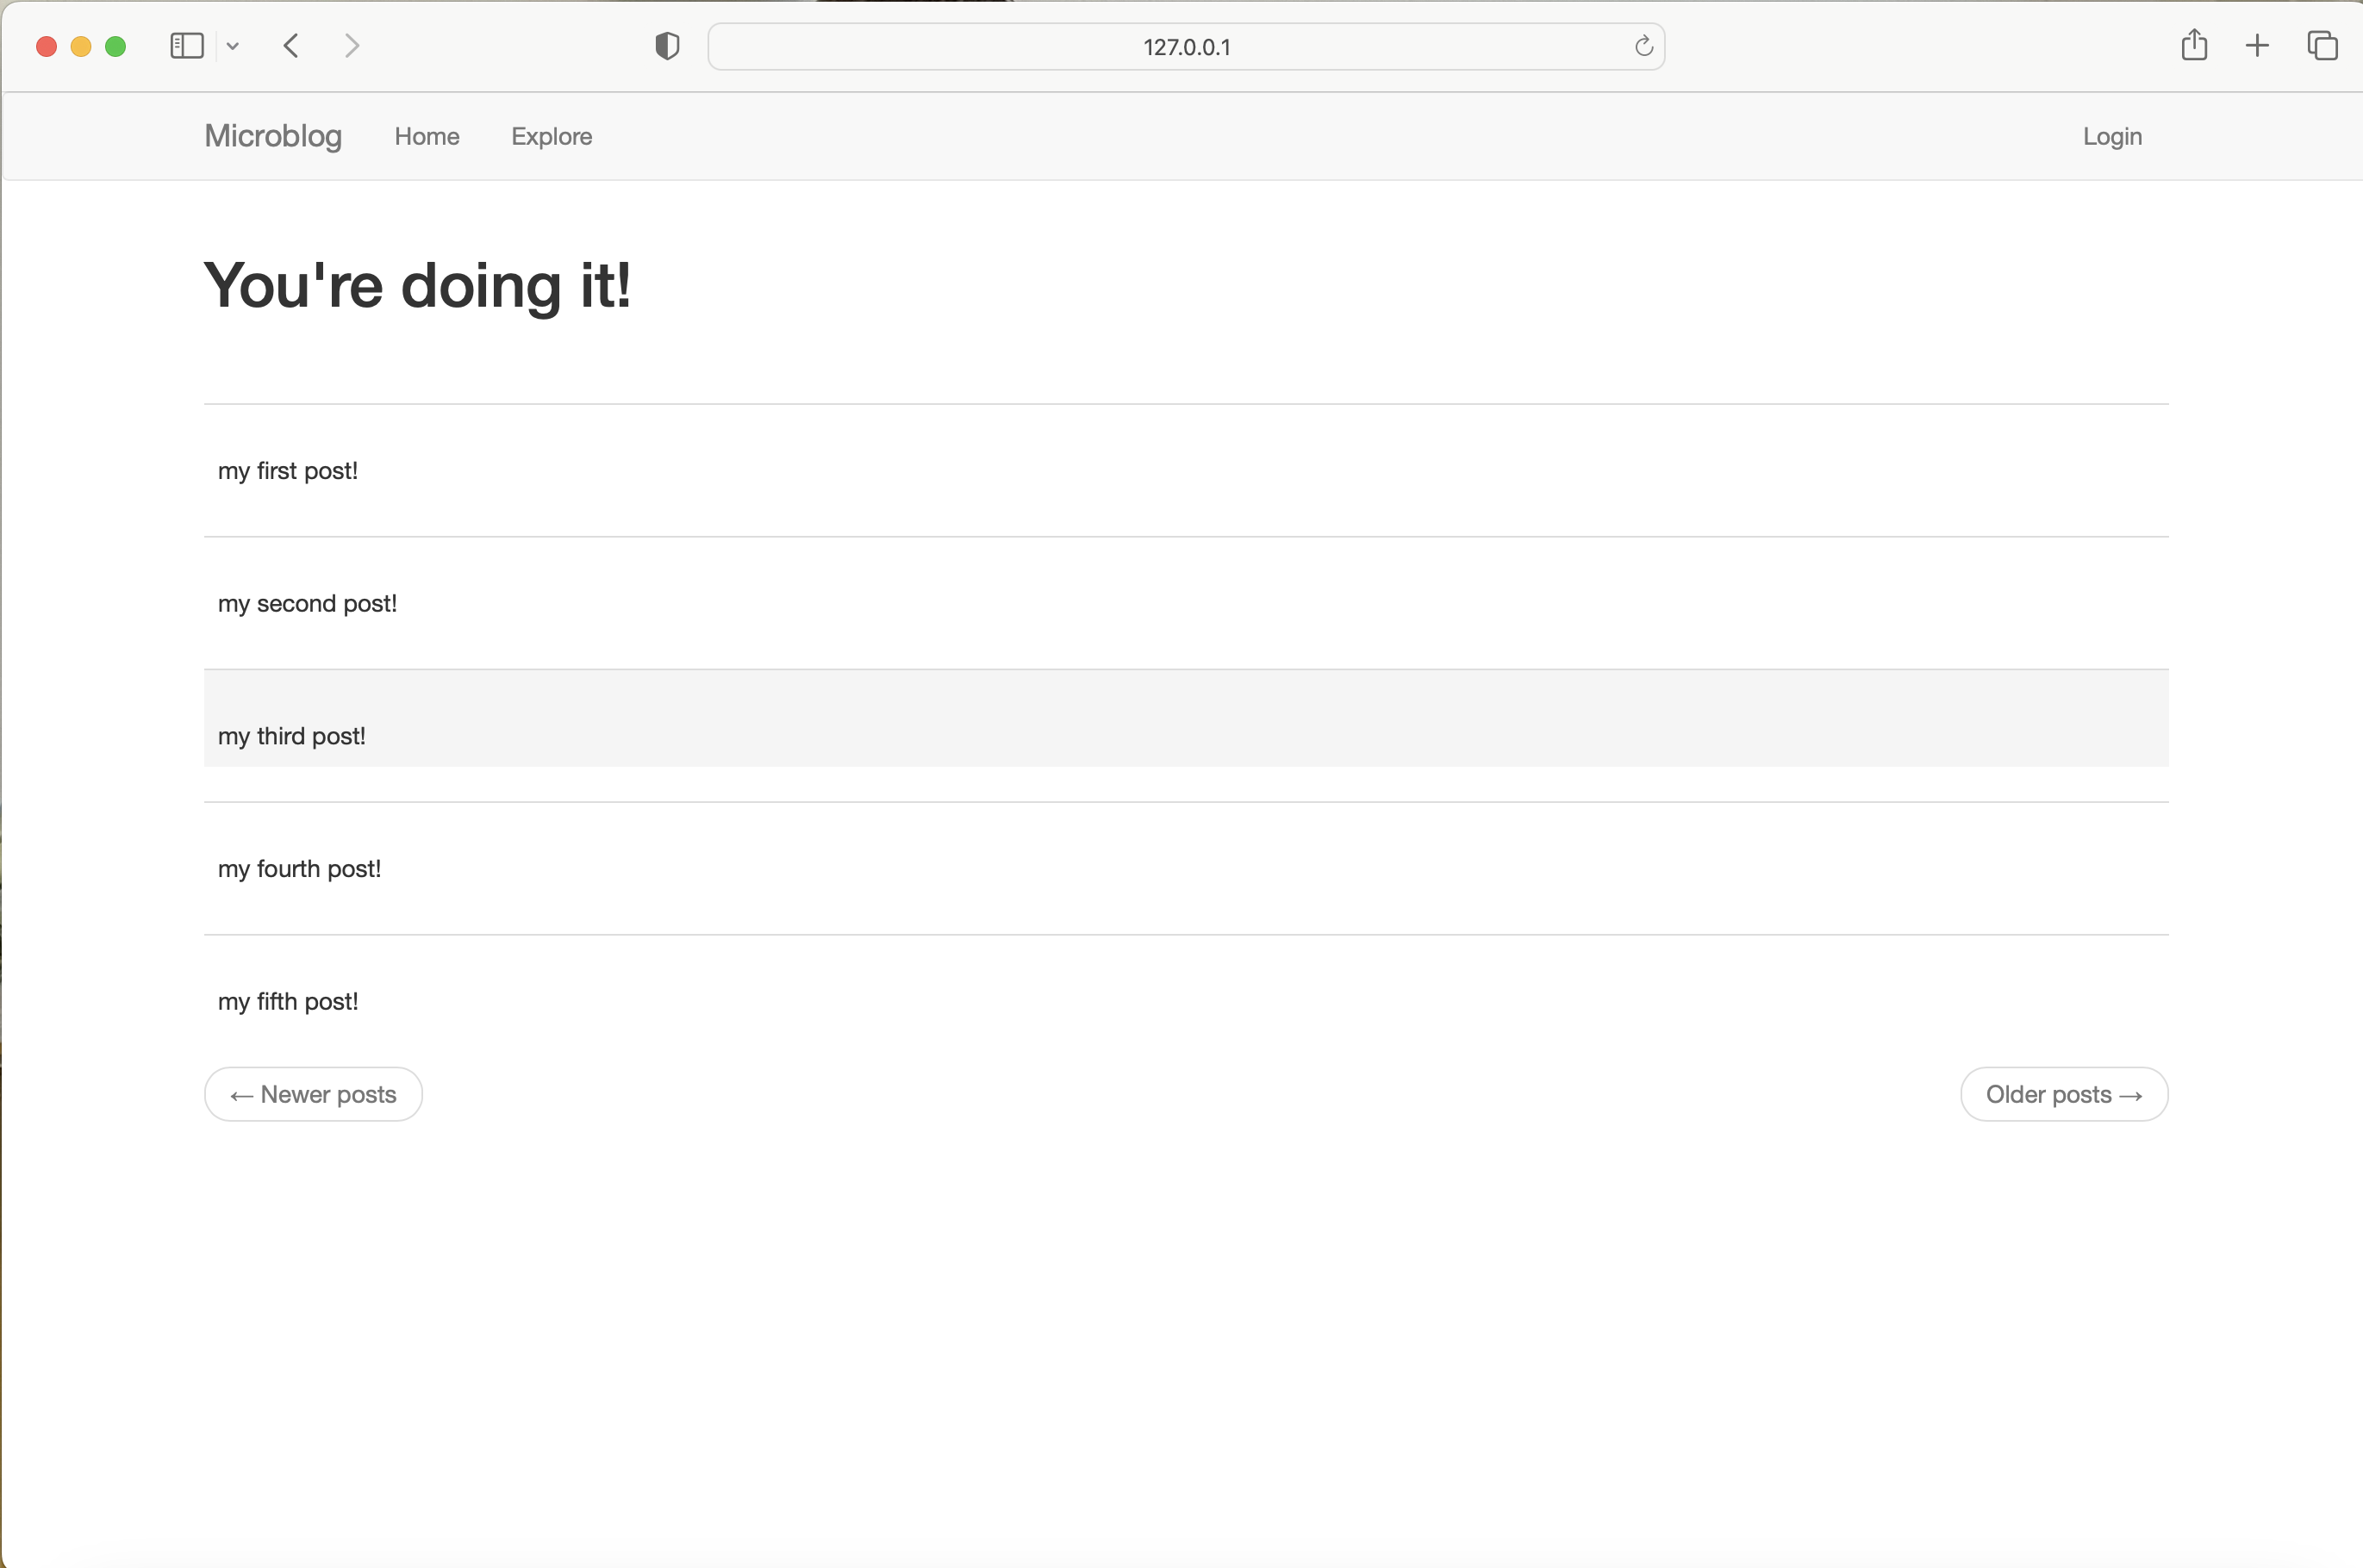 127.0.0.1
Microblog Home Explore Login
You're doing it!
my first post!
my second post!
my third post!
my fourth post!
my fifth post!
← Newer posts Older posts →